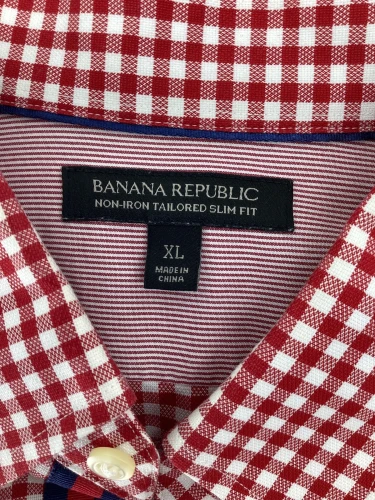 BANANA REPUBLIC
NON-IRON TAILORED SLIM FIT
XL
MADE IN
CHINA